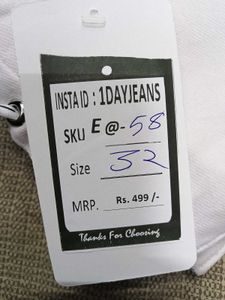 INSTA ID : 1DAYJEANS
SKU E @-58
Size 32
MRP. Rs. 499 /-
Thanks For Choosing